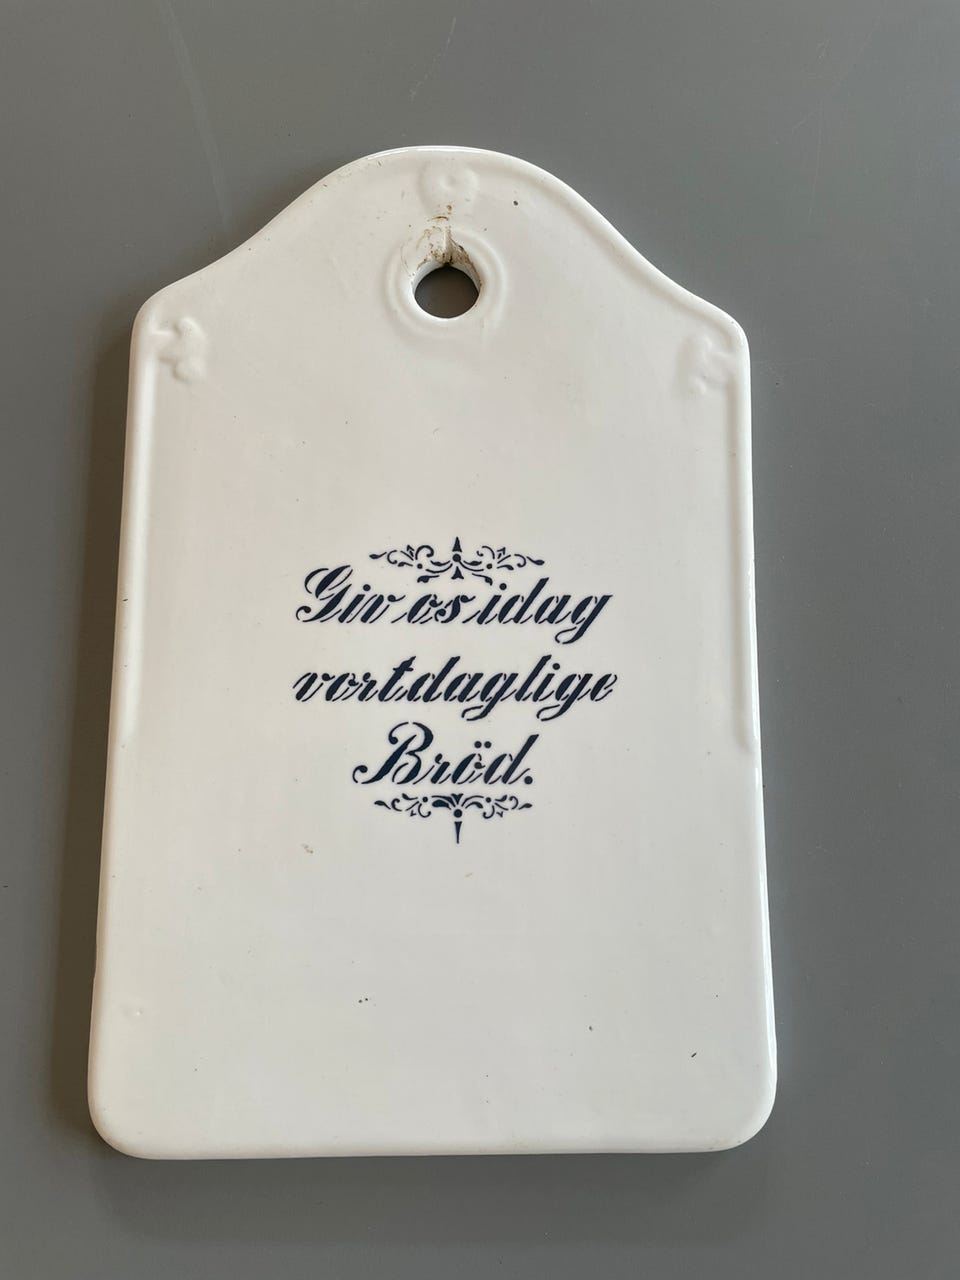 Giv os idag
vort daglige
Bröd.